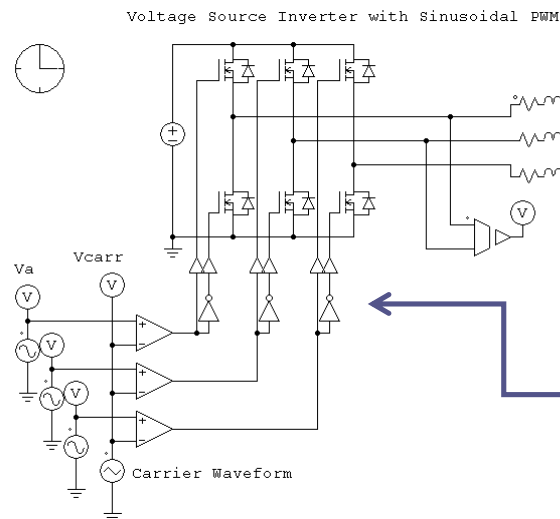 Voltage Source Inverter with Sinusoidal PWM
V
Vcarr
Va
V
V
V
V
Carrier Waveform